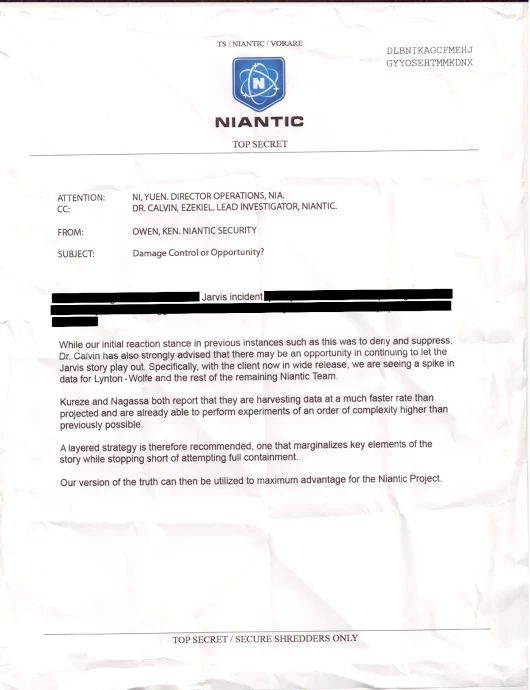 TS / NIANTIC / VORARE
DLBNIKAGCFMEHJ
GYYOSEHTMMKDNX
N
NIANTIC
TOP SECRET
ATTENTION: NI, YUEN. DIRECTOR OPERATIONS, NIA.
CC: DR. CALVIN, EZEKIEL. LEAD INVESTIGATOR, NIANTIC.
FROM: OWEN, KEN. NIANTIC SECURITY
SUBJECT: Damage Control or Opportunity?
Jarvis incident
While our initial reaction stance in previous instances such as this was to deny and suppress,
Dr. Calvin has also strongly advised that there may be an opportunity in continuing to let the
Jarvis story play out. Specifically, with the client now in wide release, we are seeing a spike in
data for Lynton-Wolfe and the rest of the remaining Niantic Team.
Kureze and Nagassa both report that they are harvesting data at a much faster rate than
projected and are already able to perform experiments of an order of complexity higher than
previously possible.
A layered strategy is therefore recommended, one that marginalizes key elements of the
story while stopping short of attempting full containment.
Our version of the truth can then be utilized to maximum advantage for the Niantic Project.
TOP SECRET / SECURE SHREDDERS ONLY